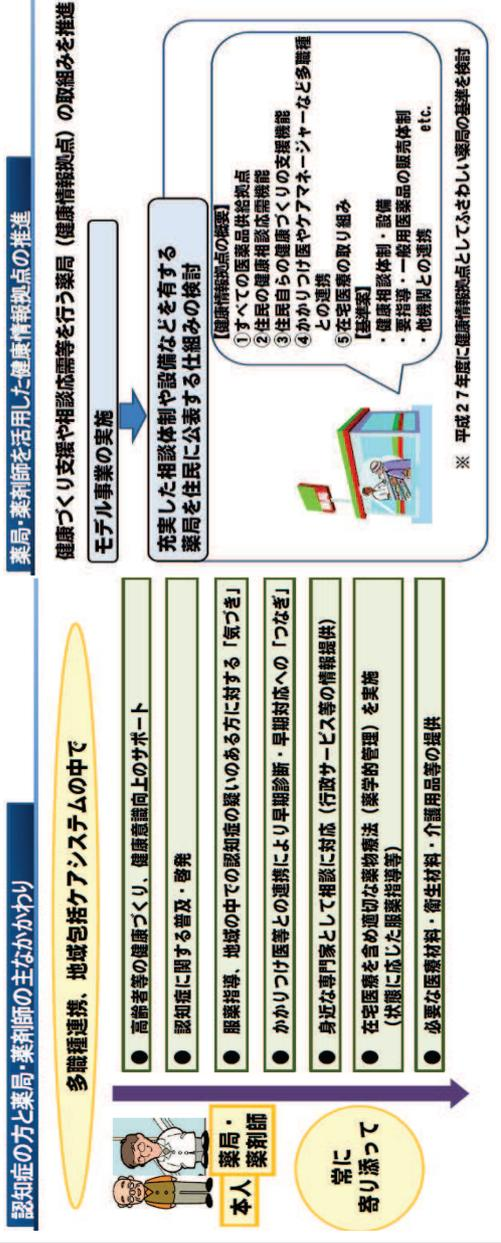 認知症の方と薬局・薬剤師の主なかかわり
多職種連携、 地域包括ケアシステムの中で
本人
薬局・
薬剤師
常に
寄り添って
● 高齢者等の健康づくり、健康意識向上のサポート
● 認知症に関する普及・啓発
● 服薬指導、地域の中での認知症の疑いのある方に対する「気づき」
● かかりつけ医等との連携により早期診断・早期対応への「つなぎ」
● 身近な専門家として相談に対応（行政サービス等の情報提供）
● 在宅医療を含め適切な薬物療法（薬学的管理）を実施
（状態に応じた服薬指導等）
● 必要な医療材料・衛生材料・介護用品等の提供
薬局・薬剤師を活用した健康情報拠点の推進
健康づくり支援や相談応需等を行う薬局（健康情報拠点）の取組みを推進
モデル事業の実施
充実した相談体制や設備などを有する
薬局を住民に公表する仕組みの検討
【健康情報拠点の概要】
①すべての医薬品供給拠点
②住民の健康相談応需機能
③住民自らの健康づくりの支援機能
④かかりつけ医やケアマネージャーなど多職種
との連携
⑤在宅医療の取り組み
【基準案】
・健康相談体制・設備
・要指導・一般用医薬品の販売体制
・他機関との連携
etc.
※ 平成27年度に健康情報拠点としてふさわしい薬局の基準を検討